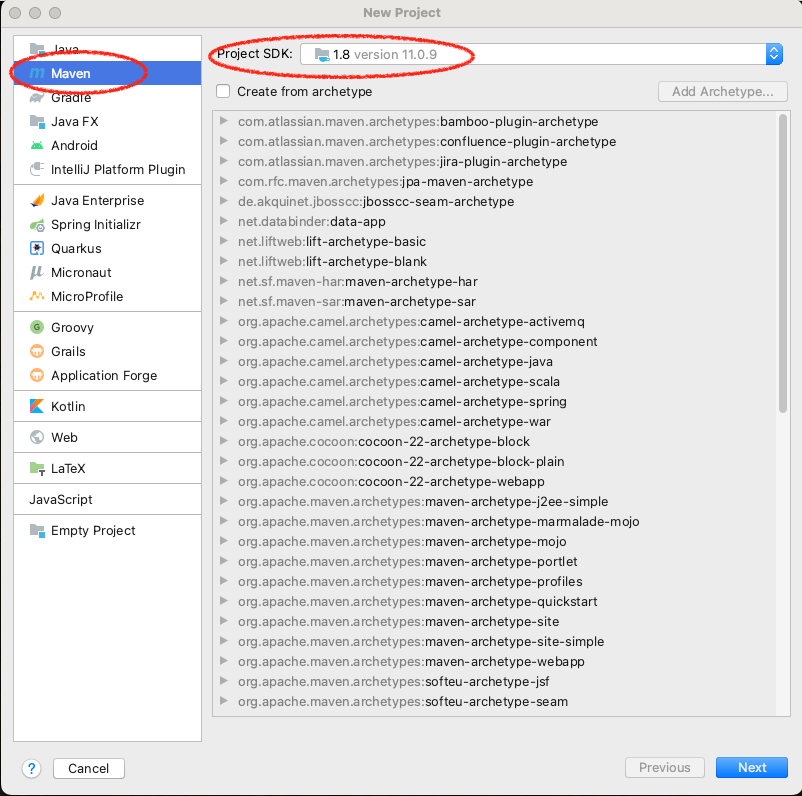 New Project
Java
Maven
Gradle
Java FX
Android
IntelliJ Platform Plugin
Java Enterprise
Spring Initializr
Quarkus
Micronaut
MicroProfile
Groovy
Grails
Application Forge
Kotlin
Web
LaTeX
JavaScript
Empty Project
Project SDK: 1.8 version 11.0.9
Create from archetype Add Archetype...
com.atlassian.maven.archetypes:bamboo-plugin-archetype
com.atlassian.maven.archetypes:confluence-plugin-archetype
com.atlassian.maven.archetypes:jira-plugin-archetype
com.rfc.maven.archetypes:jpa-maven-archetype
de.akquinet.jbosscc:jbosscc-seam-archetype
net.databinder:data-app
net.liftweb:lift-archetype-basic
net.liftweb:lift-archetype-blank
net.sf.maven-har:maven-archetype-har
net.sf.maven-sar:maven-archetype-sar
org.apache.camel.archetypes:camel-archetype-activemq
org.apache.camel.archetypes:camel-archetype-component
org.apache.camel.archetypes:camel-archetype-java
org.apache.camel.archetypes:camel-archetype-scala
org.apache.camel.archetypes:camel-archetype-spring
org.apache.camel.archetypes:camel-archetype-war
org.apache.cocoon:cocoon-22-archetype-block
org.apache.cocoon:cocoon-22-archetype-block-plain
org.apache.cocoon:cocoon-22-archetype-webapp
org.apache.maven.archetypes:maven-archetype-j2ee-simple
org.apache.maven.archetypes:maven-archetype-marmalade-mojo
org.apache.maven.archetypes:maven-archetype-mojo
org.apache.maven.archetypes:maven-archetype-portlet
org.apache.maven.archetypes:maven-archetype-profiles
org.apache.maven.archetypes:maven-archetype-quickstart
org.apache.maven.archetypes:maven-archetype-site
org.apache.maven.archetypes:maven-archetype-site-simple
org.apache.maven.archetypes:maven-archetype-webapp
org.apache.maven.archetypes:softeu-archetype-jsf
org.apache.maven.archetypes:softeu-archetype-seam
? Cancel Previous Next